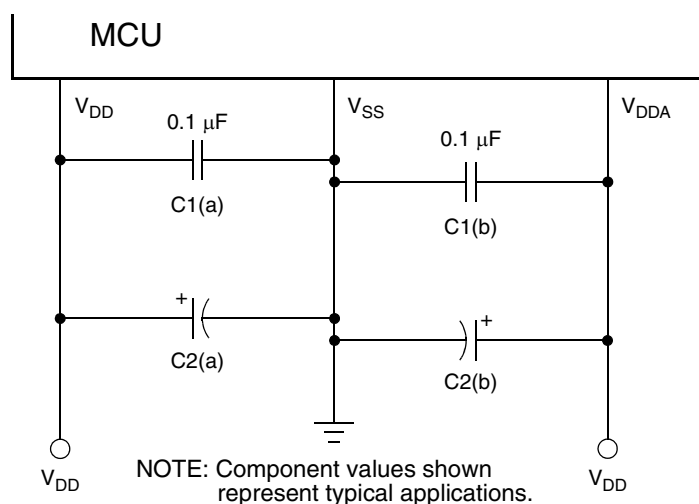 MCU
V_DD
V_SS
V_DDA
0.1 μF
0.1 μF
C1(a)
C1(b)
+
+
C2(a)
C2(b)
V_DD
V_DD
NOTE: Component values shown
represent typical applications.